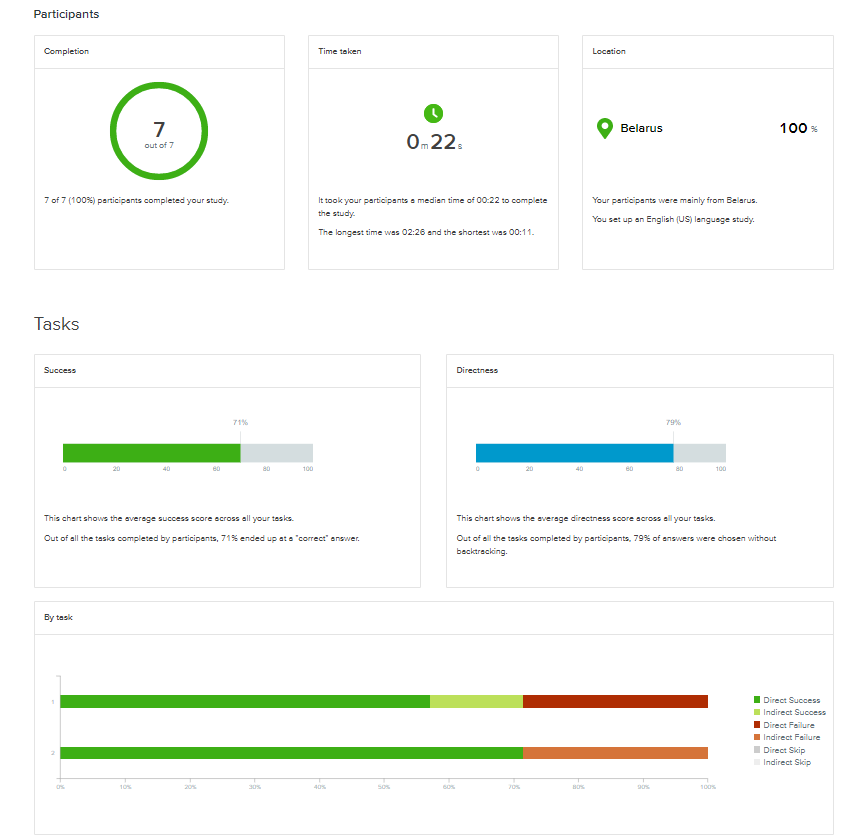 Participants
Completion
Time taken
Location
7
out of 7
0m22s
Belarus
100 %
7 of 7 (100%) participants completed your study.
It took your participants a median time of 00:22 to complete
the study.
The longest time was 02:26 and the shortest was 00:11.
Your participants were mainly from Belarus.
You set up an English (US) language study.
Tasks
Success
Directness
71%
0 20 40 60 80 100
79%
0 20 40 60 80 100
This chart shows the average success score across all your tasks.
Out of all the tasks completed by participants, 71% ended up at a "correct" answer.
This chart shows the average directness score across all your tasks.
Out of all the tasks completed by participants, 79% of answers were chosen without
backtracking.
By task
1
2
0% 10% 20% 30% 40% 50% 60% 70% 80% 90% 100%
Direct Success
Indirect Success
Direct Failure
Indirect Failure
Direct Skip
Indirect Skip